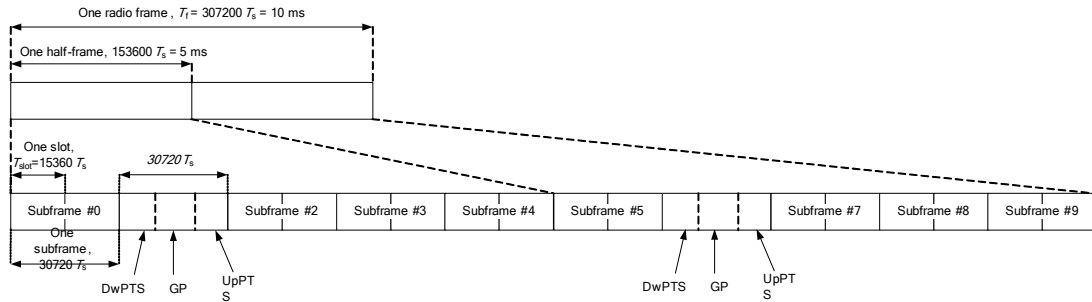 One radio frame , Tf = 307200 Ts = 10 ms
One half-frame, 153600 Ts = 5 ms
One slot,
Tslot=15360 Ts
30720 Ts
Subframe #0
Subframe #2
Subframe #3
Subframe #4
Subframe #5
Subframe #7
Subframe #8
Subframe #9
One
subframe ,
30720 Ts
DwPTS
GP
UpPT
S
DwPTS
GP
UpPT
S